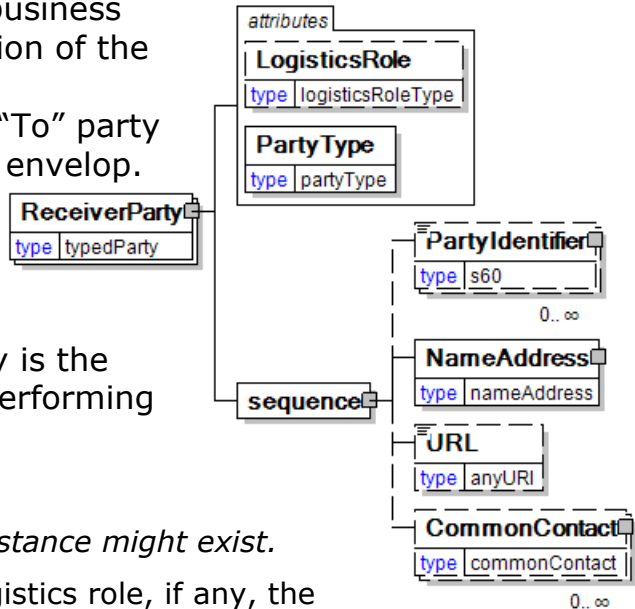 usiness
ion of the
“To” party
envelop.
y is the
erforming
stance might exist.
gistics role, if any, the
attributes
LogisticsRole
type logisticsRoleType
PartyType
type partyType
ReceiverParty
type typedParty
sequence
PartyIdentifier
type s60
0.. ∞
NameAddress
type nameAddress
URL
type anyURI
CommonContact
type commonContact
0.. ∞